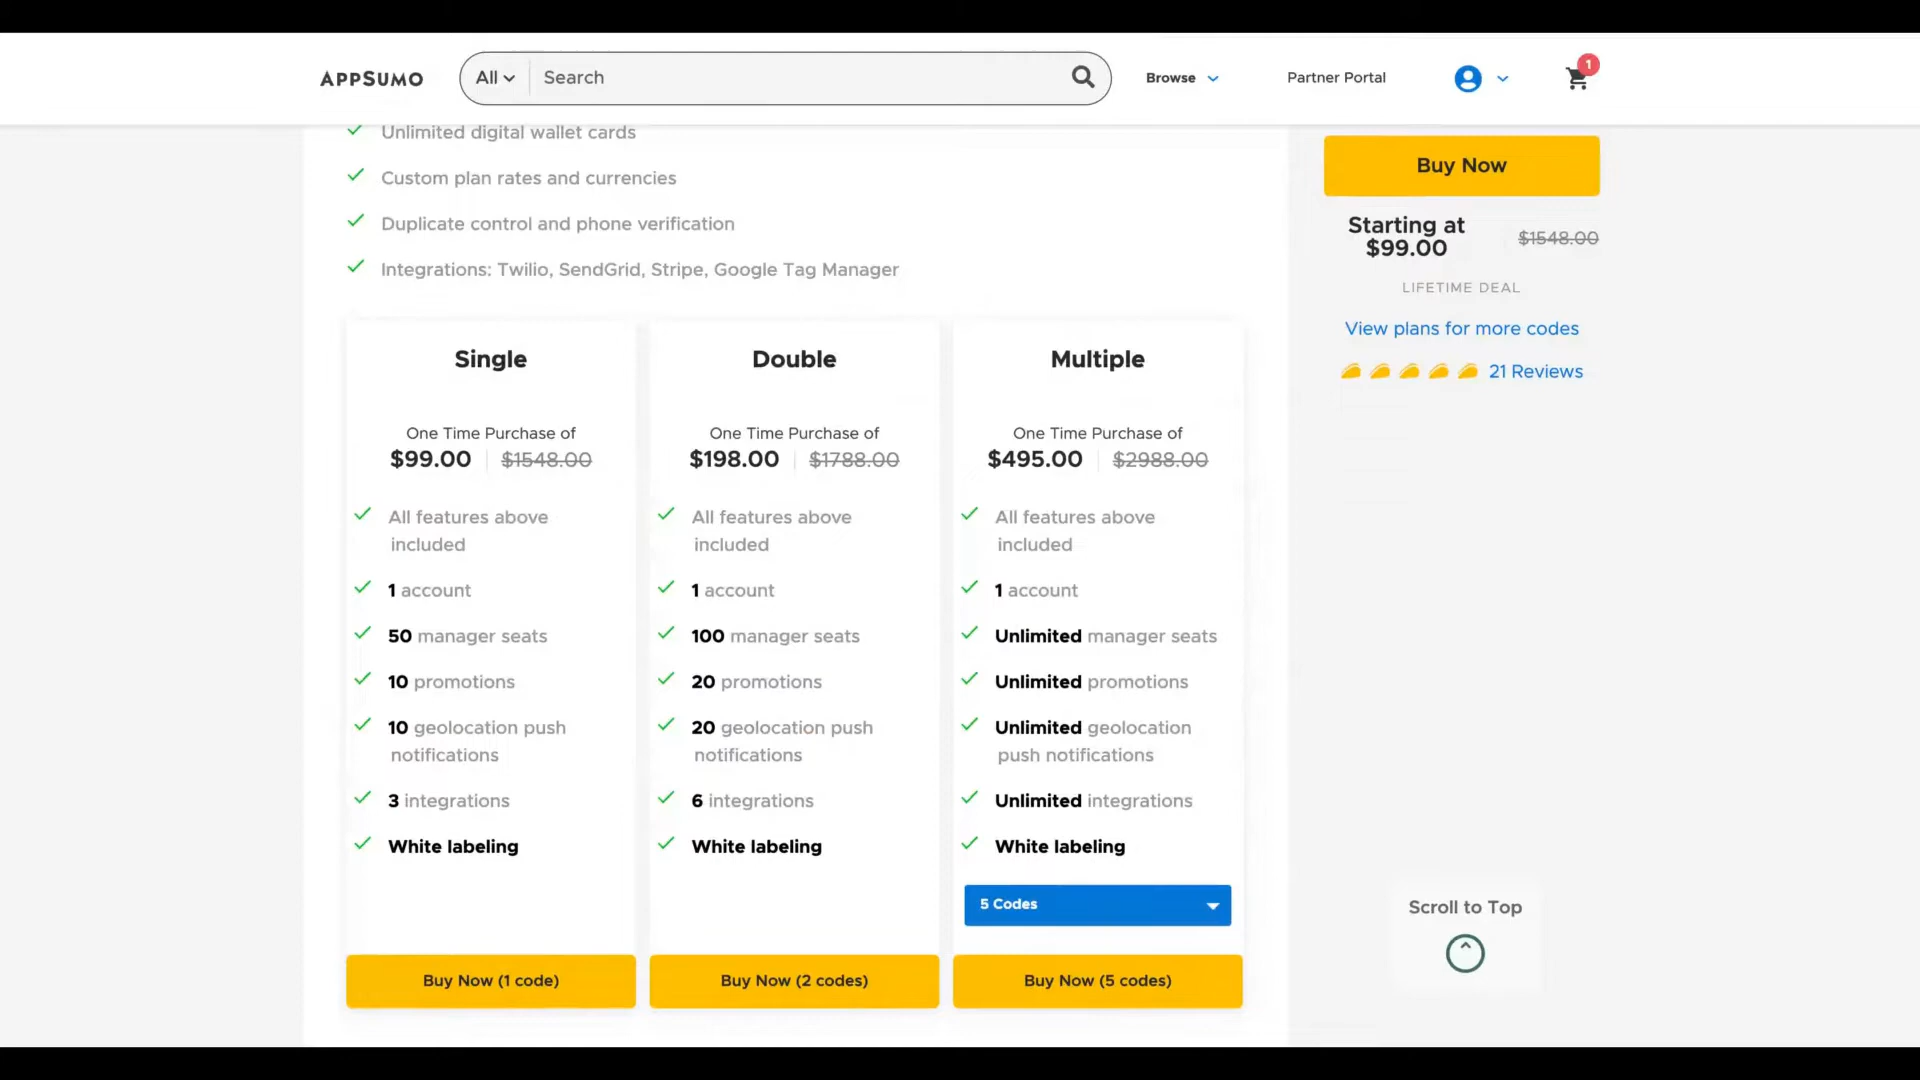 APPSUMO
All
Search
Browse
Partner Portal
1
Unlimited digital wallet cards
Custom plan rates and currencies
Duplicate control and phone verification
Integrations: Twilio, SendGrid, Stripe, Google Tag Manager
Buy Now
Starting at
$99.00
$1548.00
LIFETIME DEAL
View plans for more codes
21 Reviews
Single
One Time Purchase of
$99.00 $1548.00
All features above
included
1 account
50 manager seats
10 promotions
10 geolocation push
notifications
3 integrations
White labeling
Buy Now (1 code)
Double
One Time Purchase of
$198.00 $1788.00
All features above
included
1 account
100 manager seats
20 promotions
20 geolocation push
notifications
6 integrations
White labeling
Buy Now (2 codes)
Multiple
One Time Purchase of
$495.00 $2988.00
All features above
included
1 account
Unlimited manager seats
Unlimited promotions
Unlimited geolocation
push notifications
Unlimited integrations
White labeling
5 Codes
Buy Now (5 codes)
Scroll to Top